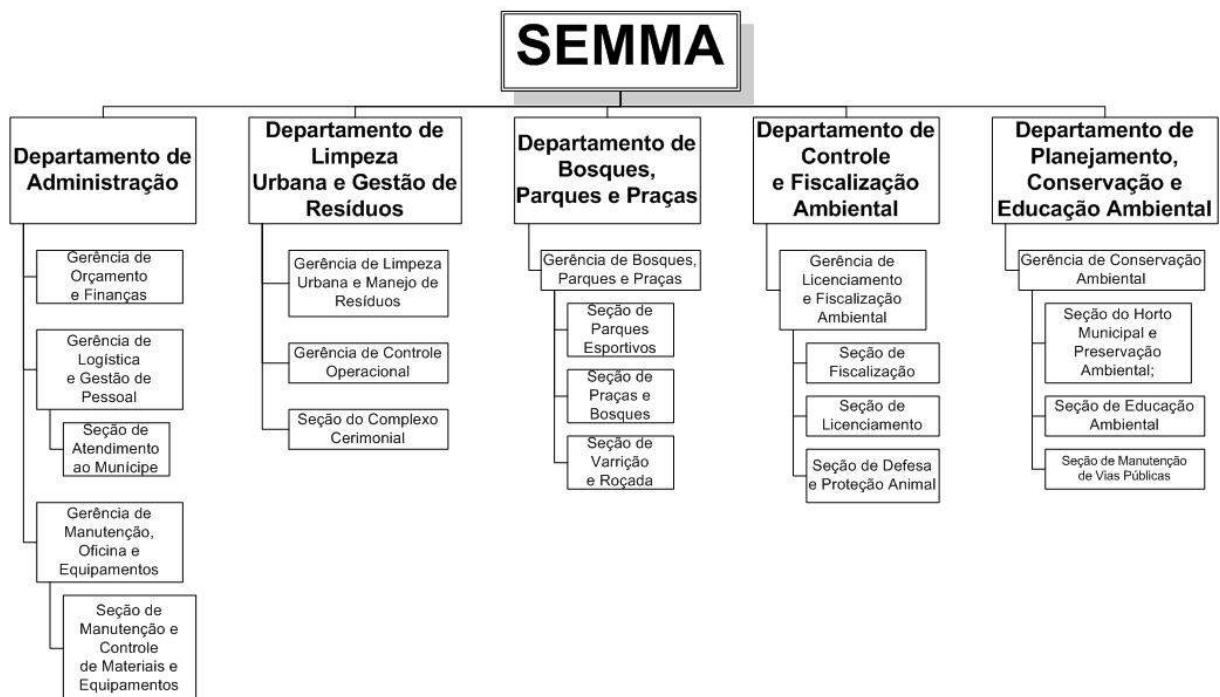 SEMMA
Departamento de
Administração
Gerência de
Orçamento
e Finanças
Gerência de
Logística
e Gestão de
Pessoal
Seção de
Atendimento
ao Munícipe
Gerência de
Manutenção,
Oficina e
Equipamentos
Seção de
Manutenção e
Controle
de Materiais e
Equipamentos
Departamento de
Limpeza
Urbana e Gestão de
Resíduos
Gerência de Limpeza
Urbana e Manejo de
Resíduos
Gerência de Controle
Operacional
Seção do Complexo
Cerimonial
Departamento de
Bosques,
Parques e Praças
Gerência de Bosques,
Parques e Praças
Seção de
Parques
Esportivos
Seção de
Praças e
Bosques
Seção de
Varrição
e Roçada
Departamento de
Controle
e Fiscalização
Ambiental
Gerência de
Licenciamento
e Fiscalização
Ambiental
Seção de
Fiscalização
Seção de
Licenciamento
Seção de Defesa
e Proteção Animal
Departamento de
Planejamento,
Conservação e
Educação Ambiental
Gerência de Conservação
Ambiental
Seção do Horto
Municipal e
Preservação
Ambiental;
Seção de Educação
Ambiental
Seção de Manutenção
de Vias Públicas